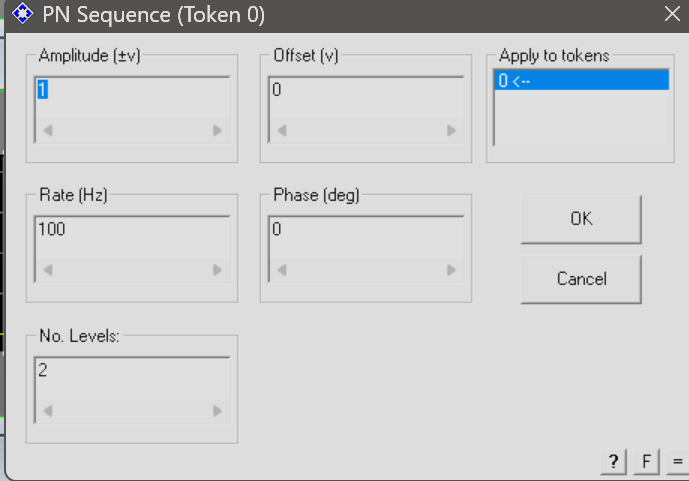 PN Sequence (Token 0)
Amplitude (±v)
1
Offset (v)
0
Apply to tokens
0 <--
Rate (Hz)
100
Phase (deg)
0
OK
Cancel
No. Levels:
2
? F =